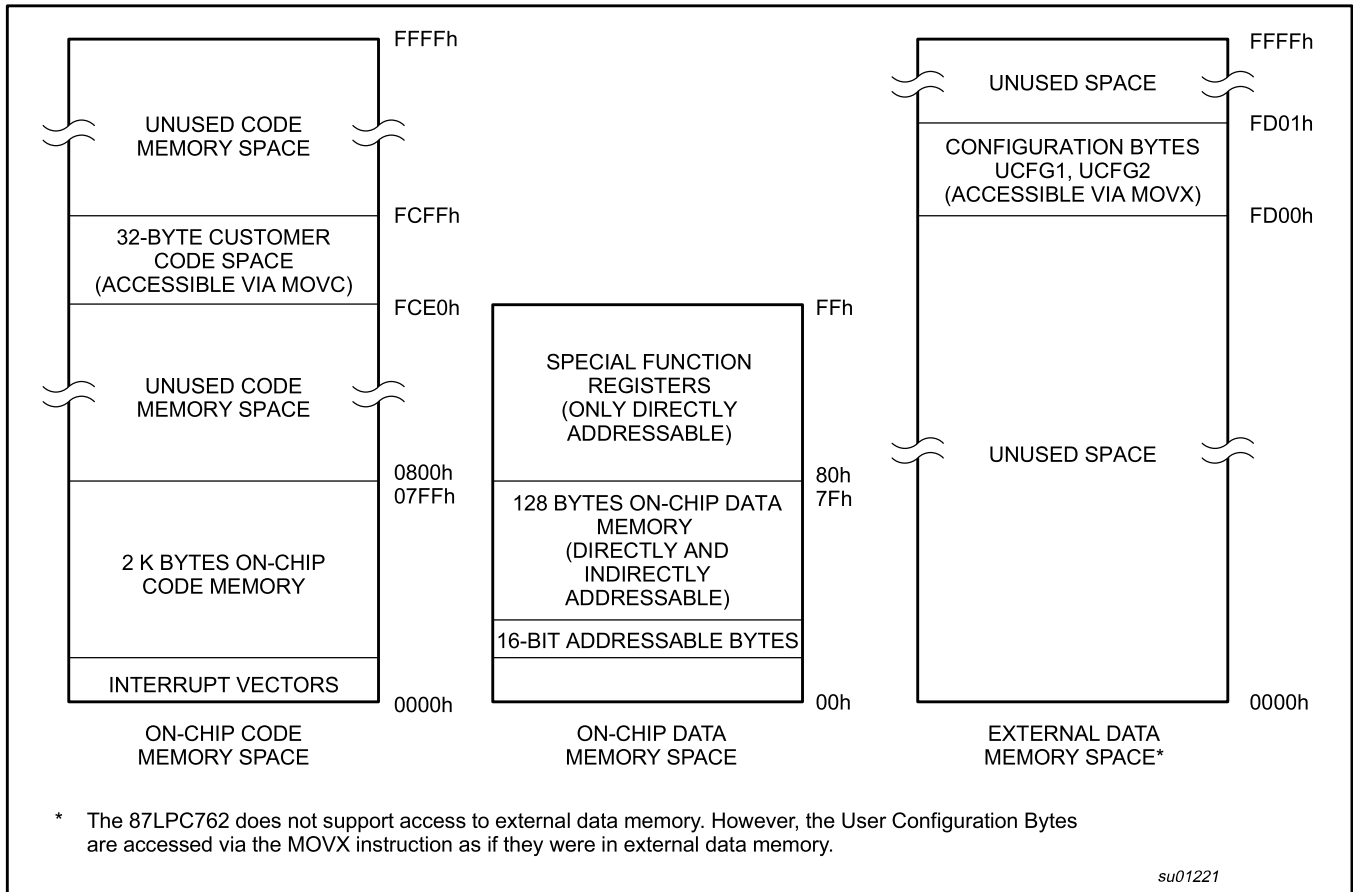 FFFFh
UNUSED CODE
MEMORY SPACE
FCFFh
32-BYTE CUSTOMER
CODE SPACE
(ACCESSIBLE VIA MOVC)
FCE0h
UNUSED CODE
MEMORY SPACE
0800h
07FFh
2 K BYTES ON-CHIP
CODE MEMORY
INTERRUPT VECTORS
0000h
ON-CHIP CODE
MEMORY SPACE
FFh
SPECIAL FUNCTION
REGISTERS
(ONLY DIRECTLY
ADDRESSABLE)
80h
7Fh
128 BYTES ON-CHIP DATA
MEMORY
(DIRECTLY AND
INDIRECTLY
ADDRESSABLE)
16-BIT ADDRESSABLE BYTES
00h
ON-CHIP DATA
MEMORY SPACE
FFFFh
UNUSED SPACE
FD01h
CONFIGURATION BYTES
UCFG1, UCFG2
(ACCESSIBLE VIA MOVX)
FD00h
UNUSED SPACE
0000h
EXTERNAL DATA
MEMORY SPACE*
* The 87LPC762 does not support access to external data memory. However, the User Configuration Bytes
are accessed via the MOVX instruction as if they were in external data memory.
su01221